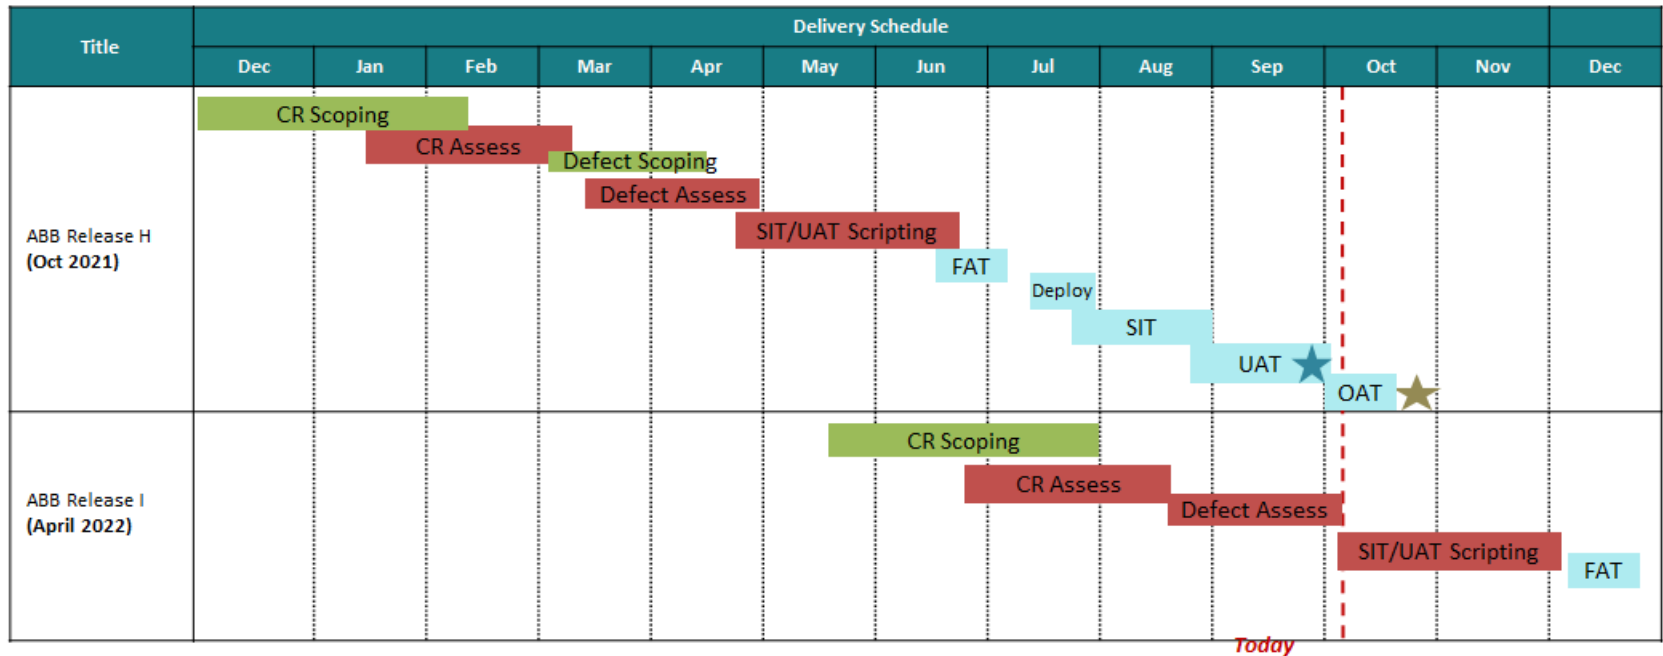 Title
Delivery Schedule
Dec Jan Feb Mar Apr May Jun Jul Aug Sep Oct Nov Dec
ABB Release H
(Oct 2021)
CR Scoping
CR Assess
Defect Scoping
Defect Assess
SIT/UAT Scripting
FAT
Deploy
SIT
UAT
OAT
ABB Release I
(April 2022)
CR Scoping
CR Assess
Defect Assess
SIT/UAT Scripting
FAT
Today